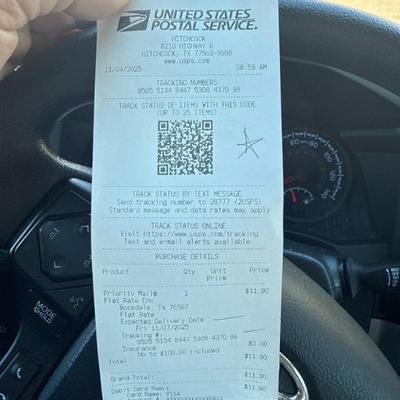 UNITED STATES
POSTAL SERVICE.
HITCHCOCK
8210 HIGHWAY 6
HITCHCOCK, TX 77563-9998
www.usps.com
11/04/2025 08:59 AM
TRACKING NUMBERS
9505 5134 8447 5308 4370 98
TRACK STATUS OF ITEMS WITH THIS CODE
(UP TO 25 ITEMS)
TRACK STATUS BY TEXT MESSAGE
Send tracking number to 28777 (2USPS)
Standard message and data rates may apply
TRACK STATUS ONLINE
Visit https://www.usps.com/tracking
Text and e-mail alerts available
PURCHASE DETAILS
Product Qty Unit Price
Price
Priority Mail® 1 $11.90
Flat Rate Env
Rockdale, TX 76567
Flat Rate
Expected Delivery Date
Fri 11/07/2025
Tracking #:
9505 5134 8447 5308 4370 98
Insurance $0.00
Up to $100.00 included
Total $11.90
Grand Total: $11.90
Debit Card Remit $11.90
Card Name: VISA
MODE
HOLD